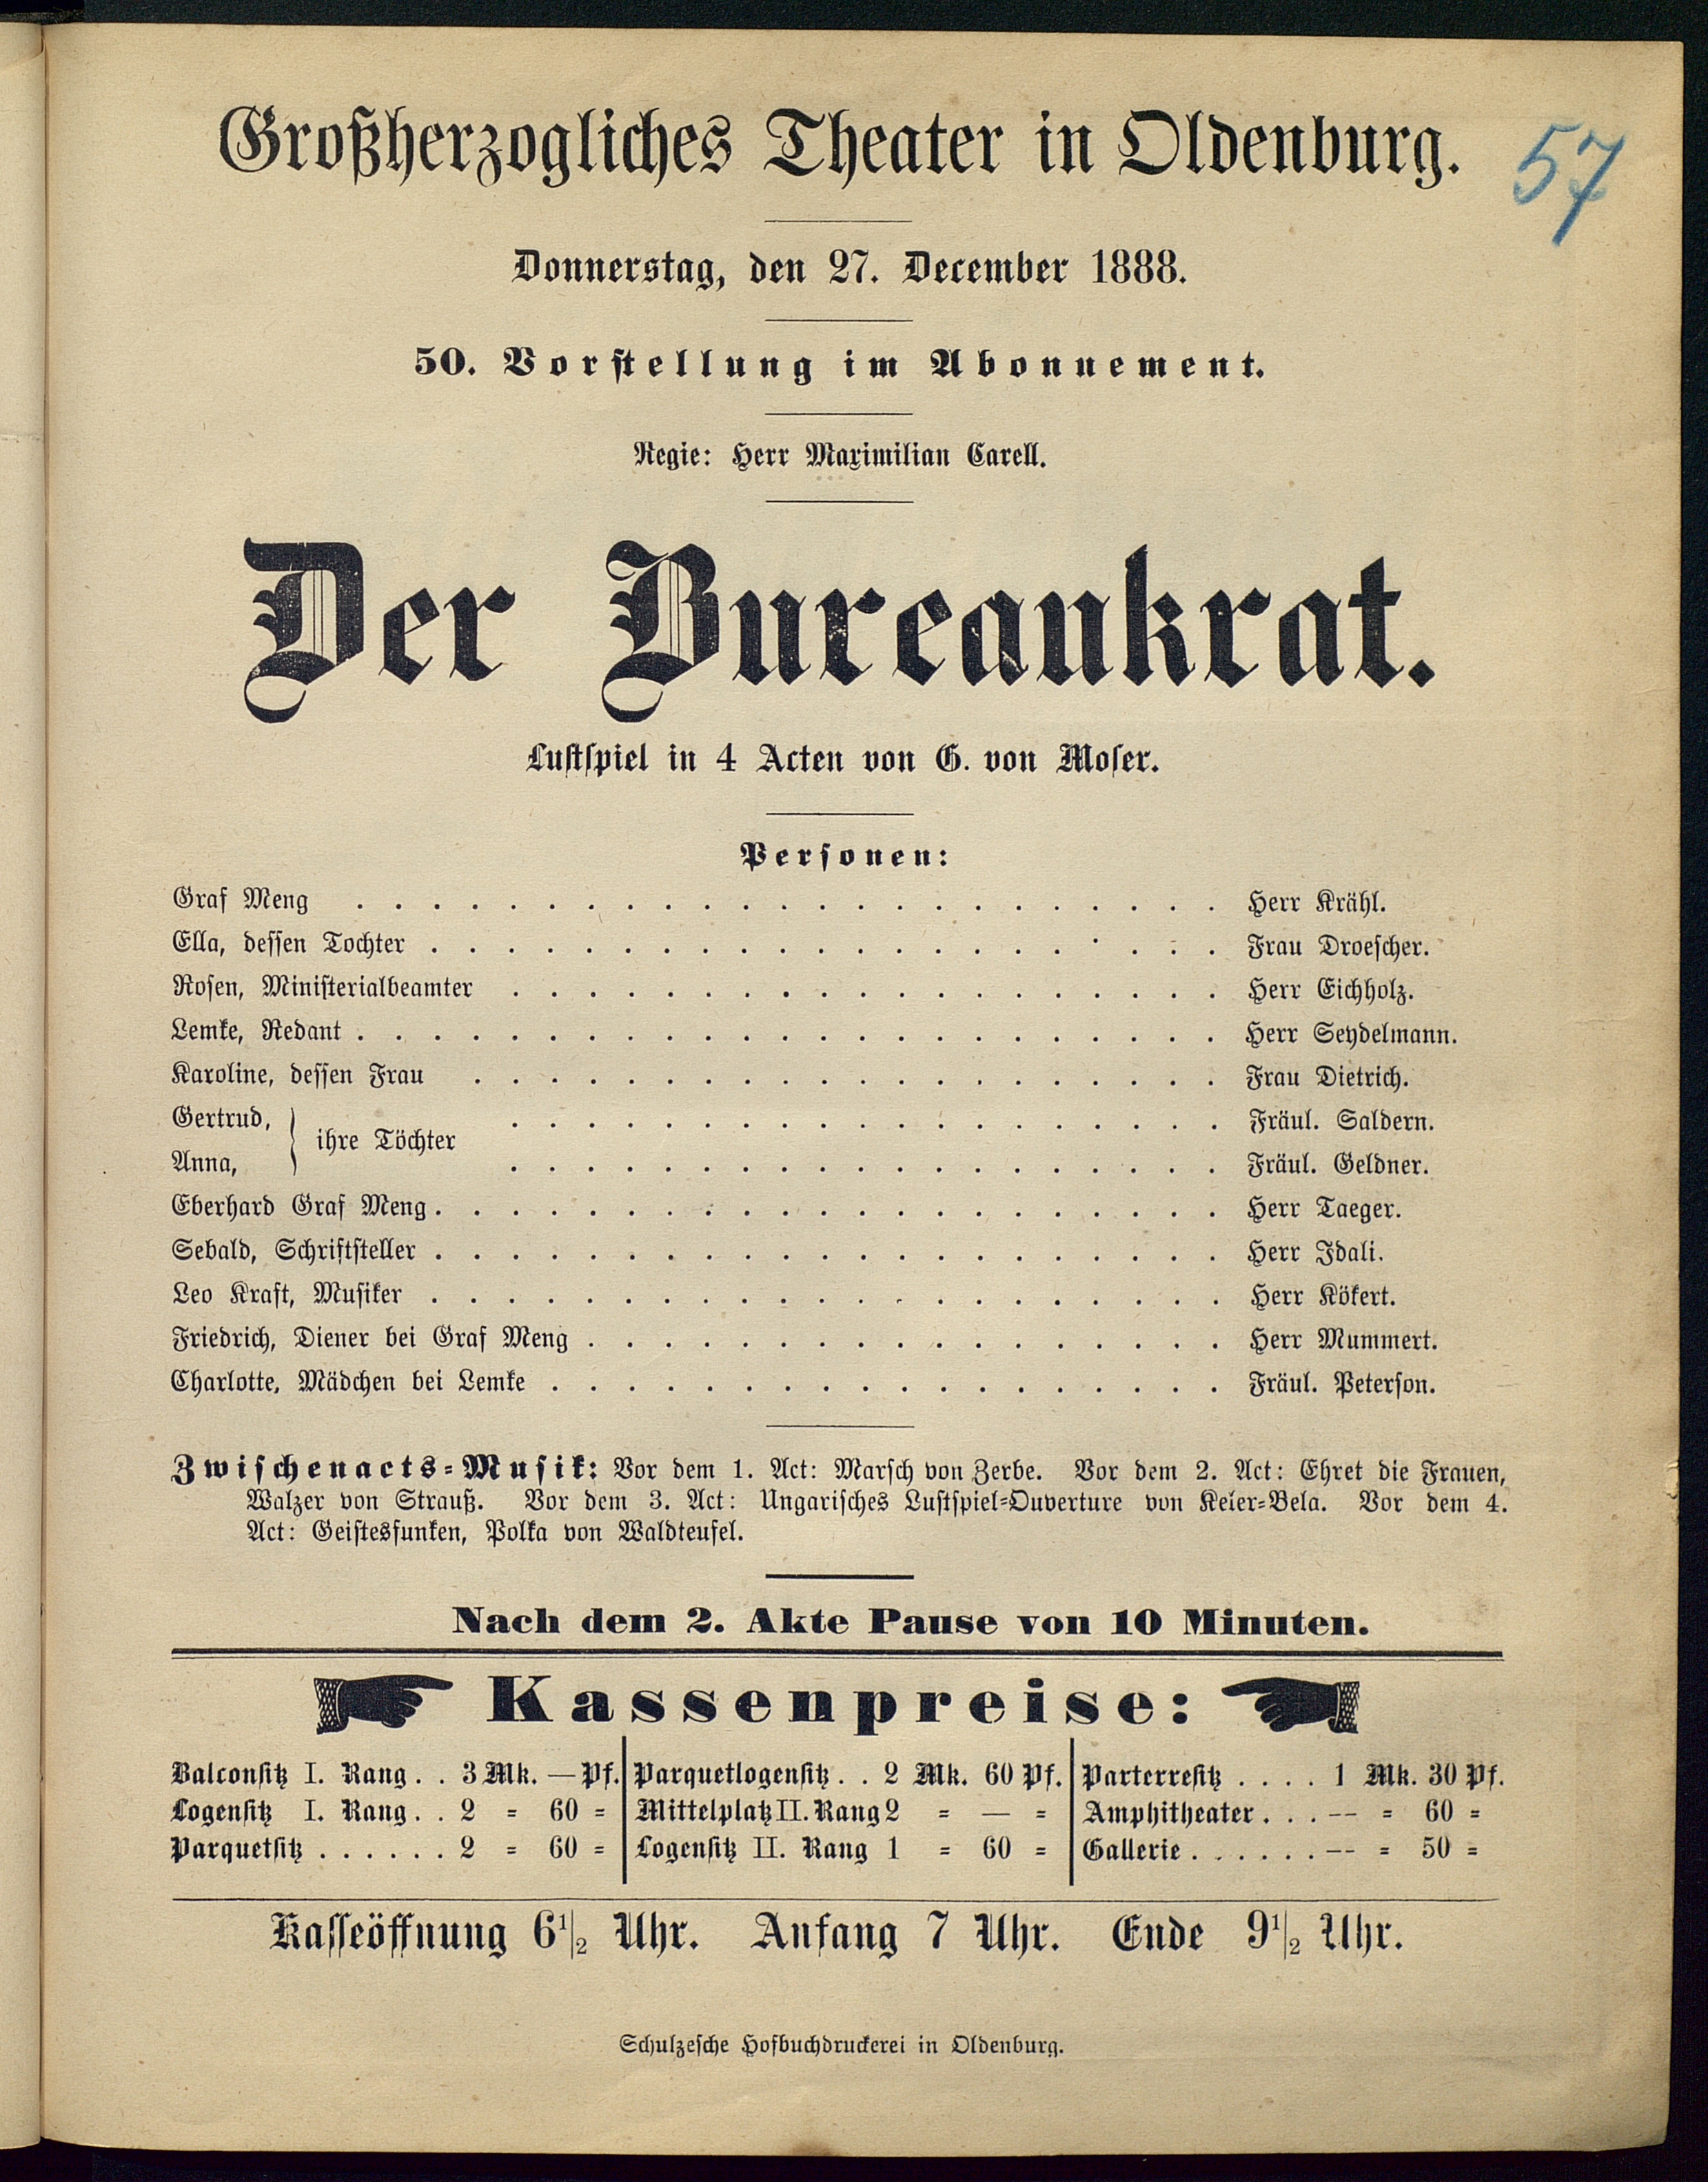 Großherzogliches Theater in Oldenburg.
57
Donnerstag, den 27. December 1888.
50. Vorstellung im Abonnement.
Regie: Herr Maximilian Carell.
Der Bureaukrat.
Lustspiel in 4 Acten von G. von Moser.
Personen:
Graf Meng . . . . . . . . . . . . . . . . . . . . . . . Herr Krähl.
Ella, dessen Tochter . . . . . . . . . . . . . . . . . . . . . Frau Droescher.
Rosen, Ministerialbeamter . . . . . . . . . . . . . . . . . . . Herr Eichholz.
Lemke, Redant . . . . . . . . . . . . . . . . . . . . . . . Herr Seydelmann.
Karoline, dessen Frau . . . . . . . . . . . . . . . . . . . . Frau Dietrich.
Gertrud, . . . . . . . . . . . . . . . . . . . Fräul. Saldern.
ihre Töchter
Anna, . . . . . . . . . . . . . . . . . . . Fräul. Geldner.
Eberhard Graf Meng . . . . . . . . . . . . . . . . . . . . . Herr Taeger.
Sebald, Schriftsteller . . . . . . . . . . . . . . . . . . . . . Herr Idali.
Leo Kraft, Musiker . . . . . . . . . . . . . . . . . . . . . Herr Kökert.
Friedrich, Diener bei Graf Meng . . . . . . . . . . . . . . . . . Herr Mummert.
Charlotte, Mädchen bei Lemke . . . . . . . . . . . . . . . . . . Fräul. Peterson.
Zwischenacts-Musik: Vor dem 1. Act: Marsch von Zerbe. Vor dem 2. Act: Ehret die Frauen,
Walzer von Strauß. Vor dem 3. Act: Ungarisches Lustspiel-Ouverture von Keler-Bela. Vor dem 4.
Act: Geistesfunken, Polka von Waldteufel.
Nach dem 2. Akte Pause von 10 Minuten.
Kassenpreise:
Balconsitz I. Rang . . 3 Mk. — Pf. Parquetlogensitz . . 2 Mk. 60 Pf. Parterresitz . . . . 1 Mk. 30 Pf.
Logensitz I. Rang . . 2 = 60 = Mittelplatz II. Rang 2 = — = Amphitheater . . . -- = 60 =
Parquetsitz . . . . . . 2 = 60 = Logensitz II. Rang 1 = 60 = Gallerie . . . . . . -- = 50 =
Kasseöffnung 6 1/2 Uhr. Anfang 7 Uhr. Ende 9 1/2 Uhr.
Schulzesche Hofbuchdruckerei in Oldenburg.